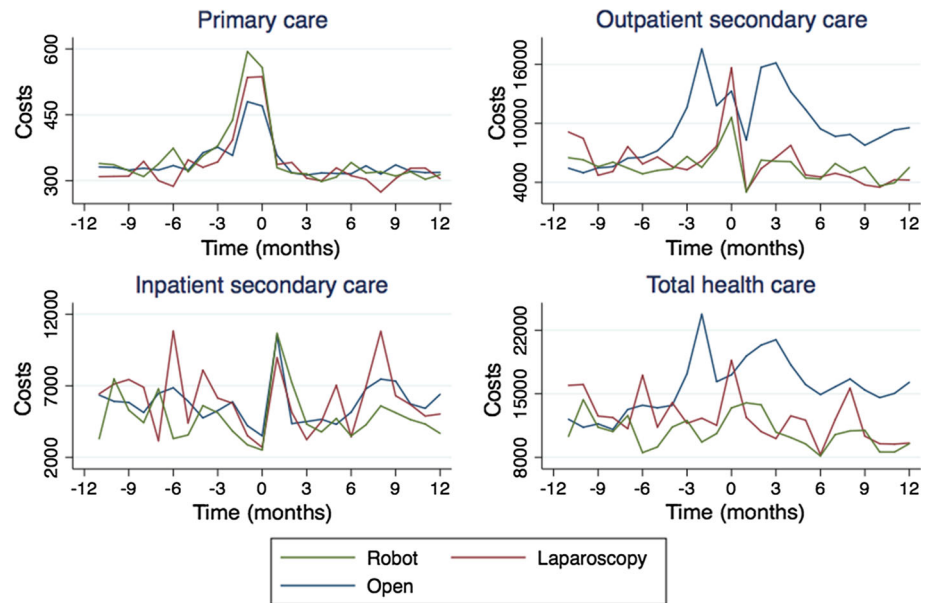 Primary care
Costs
600
450
300
-12 -9 -6 -3 0 3 6 9 12
Time (months)
Outpatient secondary care
Costs
16000
10000
4000
-12 -9 -6 -3 0 3 6 9 12
Time (months)
Inpatient secondary care
Costs
12000
7000
2000
-12 -9 -6 -3 0 3 6 9 12
Time (months)
Total health care
Costs
22000
15000
8000
-12 -9 -6 -3 0 3 6 9 12
Time (months)
Robot Laparoscopy
Open